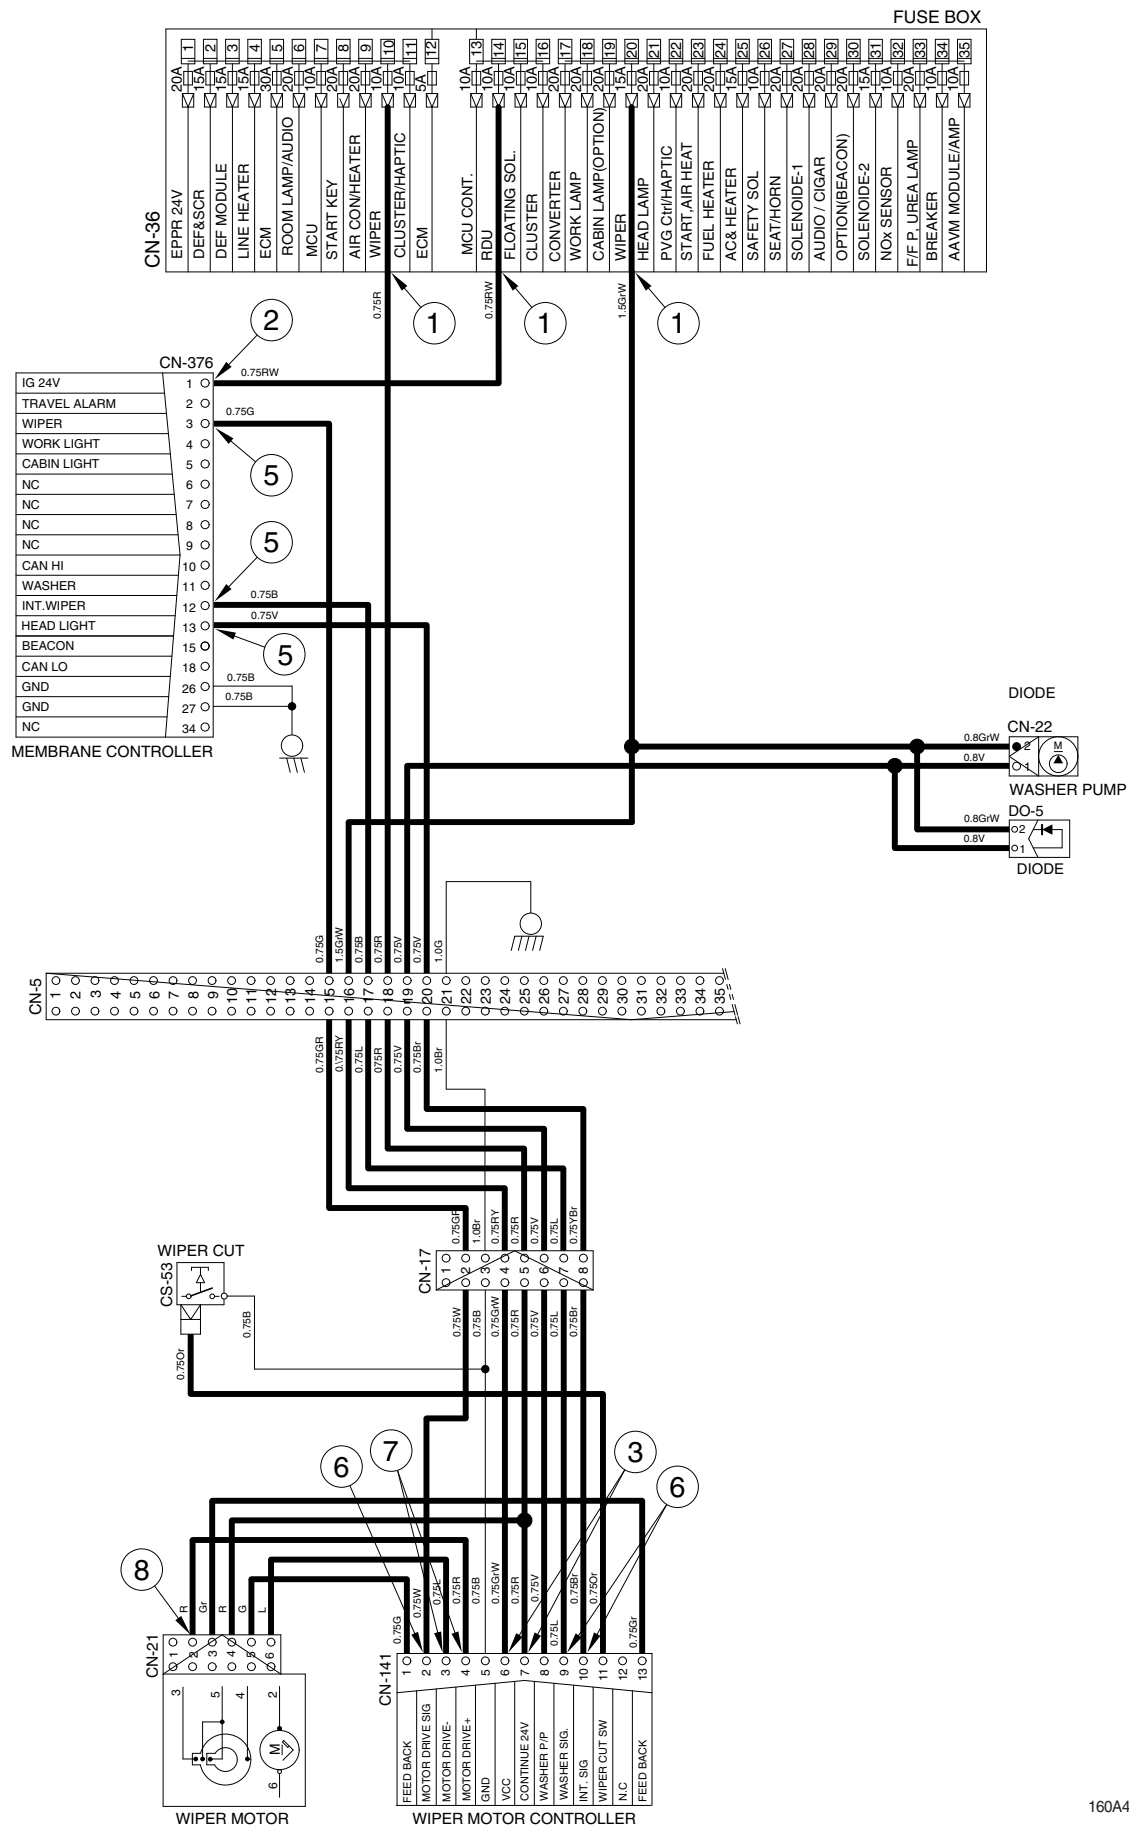 FUSE BOX
CN-36
1 2 3 4 5 6 7 8 9 10 11 12 13 14 15 16 17 18 19 20 21 22 23 24 25 26 27 28 29 30 31 32 33 34 35
20A 15A 15A 15A 30A 20A 10A 15A 20A 10A 10A 5A 10A 10A 10A 10A 20A 20A 20A 15A 20A 10A 20A 20A 15A 10A 20A 20A 20A 20A 15A 10A 20A 10A 10A
EPPR 24V
DEF&SCR
DEF MODULE
LINE HEATER
ECM
ROOM LAMP/AUDIO
MCU
START KEY
AIR CON/HEATER
WIPER
CLUSTER/HAPTIC
ECM
MCU CONT.
RDU
FLOATING SOL.
CLUSTER
CONVERTER
WORK LAMP
CABIN LAMP(OPTION)
WIPER
HEAD LAMP
PVG Ctrl/HAPTIC
START,AIR HEAT
FUEL HEATER
AC& HEATER
SAFETY SOL
SEAT/HORN
SOLENOIDE-1
AUDIO / CIGAR
OPTION(BEACON)
SOLENOIDE-2
NOx SENSOR
F/F P, UREA LAMP
BREAKER
AAVM MODULE/AMP
0.75R
0.75RW
1.5GrW
1
1
1
2
CN-376
IG 24V 1 0.75RW
TRAVEL ALARM 2
WIPER 3 0.75G
WORK LIGHT 4
CABIN LIGHT 5
NC 6
NC 7
NC 8
NC 9
CAN HI 10
WASHER 11
INT.WIPER 12 0.75B
HEAD LIGHT 13 0.75V
BEACON 15
CAN LO 18
GND 26 0.75B
GND 27 0.75B
NC 34
MEMBRANE CONTROLLER
5
5
5
DIODE
CN-22
0.8GrW 2
0.8V 1
M
WASHER PUMP
DO-5
0.8GrW 2
0.8V 1
DIODE
0.75G 1.5GrW 0.75B 0.75R 0.75V 0.75V 1.0G
CN-5
1 2 3 4 5 6 7 8 9 10 11 12 13 14 15 16 17 18 19 20 21 22 23 24 25 26 27 28 29 30 31 32 33 34 35
0.75GR 0.\75RY 0.75L 075R 0.75V 0.75Br 1.0Br
0.75GR 1.0Br 0.75RY 0.75R 0.75V 0.75L 0.75YBr
CN-17
1 2 3 4 5 6 7 8
0.75W 0.75B 0.75GrW 0.75R 0.75V 0.75L 0.75Br
WIPER CUT
CS-53
0.75B
0.75Or
6
7
3
6
8
R Gr R G L
CN-21
1 2 3 4 5 6
3 5 4 2
M
6
WIPER MOTOR
0.75G 0.75W 0.75L 0.75R 0.75B 0.75GrW 0.75R 0.75V 0.75L 0.75Br 0.75Or 0.75Gr
CN-141
1 2 3 4 5 6 7 8 9 10 11 12 13
FEED BACK
MOTOR DRIVE SIG
MOTOR DRIVE-
MOTOR DRIVE+
GND
VCC
CONTINUE 24V
WASHER P/P
WASHER SIG.
INT. SIG
WIPER CUT SW
N.C
FEED BACK
WIPER MOTOR CONTROLLER
160A4